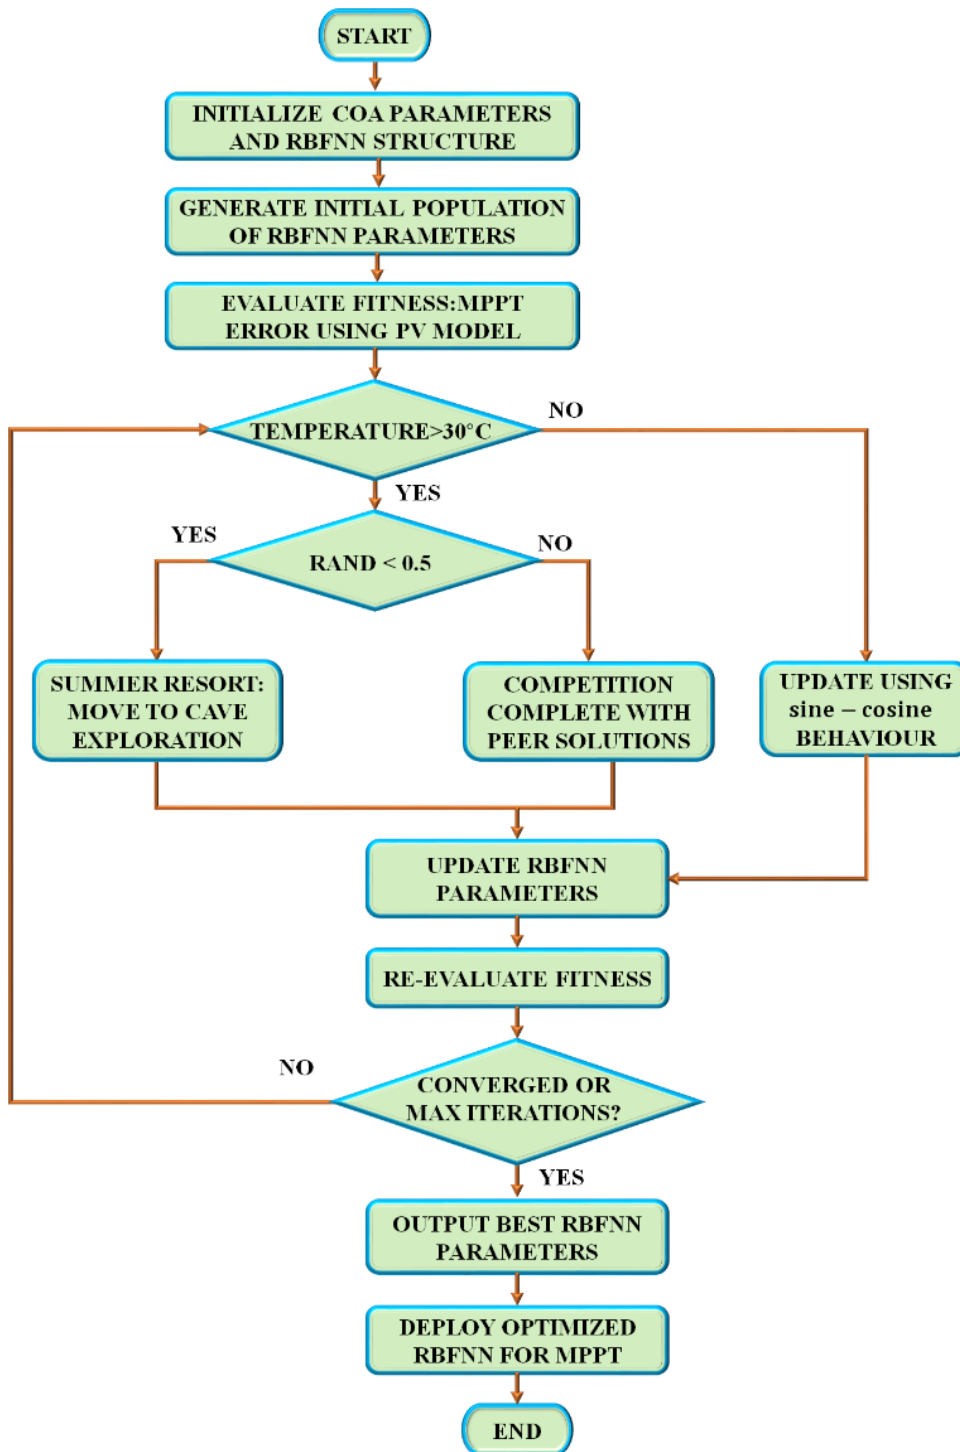 START
INITIALIZE COA PARAMETERS
AND RBFNN STRUCTURE
GENERATE INITIAL POPULATION
OF RBFNN PARAMETERS
EVALUATE FITNESS:MPPT
ERROR USING PV MODEL
TEMPERATURE>30°C
NO
YES
YES
RAND < 0.5
NO
SUMMER RESORT:
MOVE TO CAVE
EXPLORATION
COMPETITION
COMPLETE WITH
PEER SOLUTIONS
UPDATE USING
sine – cosine
BEHAVIOUR
UPDATE RBFNN
PARAMETERS
RE-EVALUATE FITNESS
NO
CONVERGED OR
MAX ITERATIONS?
YES
OUTPUT BEST RBFNN
PARAMETERS
DEPLOY OPTIMIZED
RBFNN FOR MPPT
END